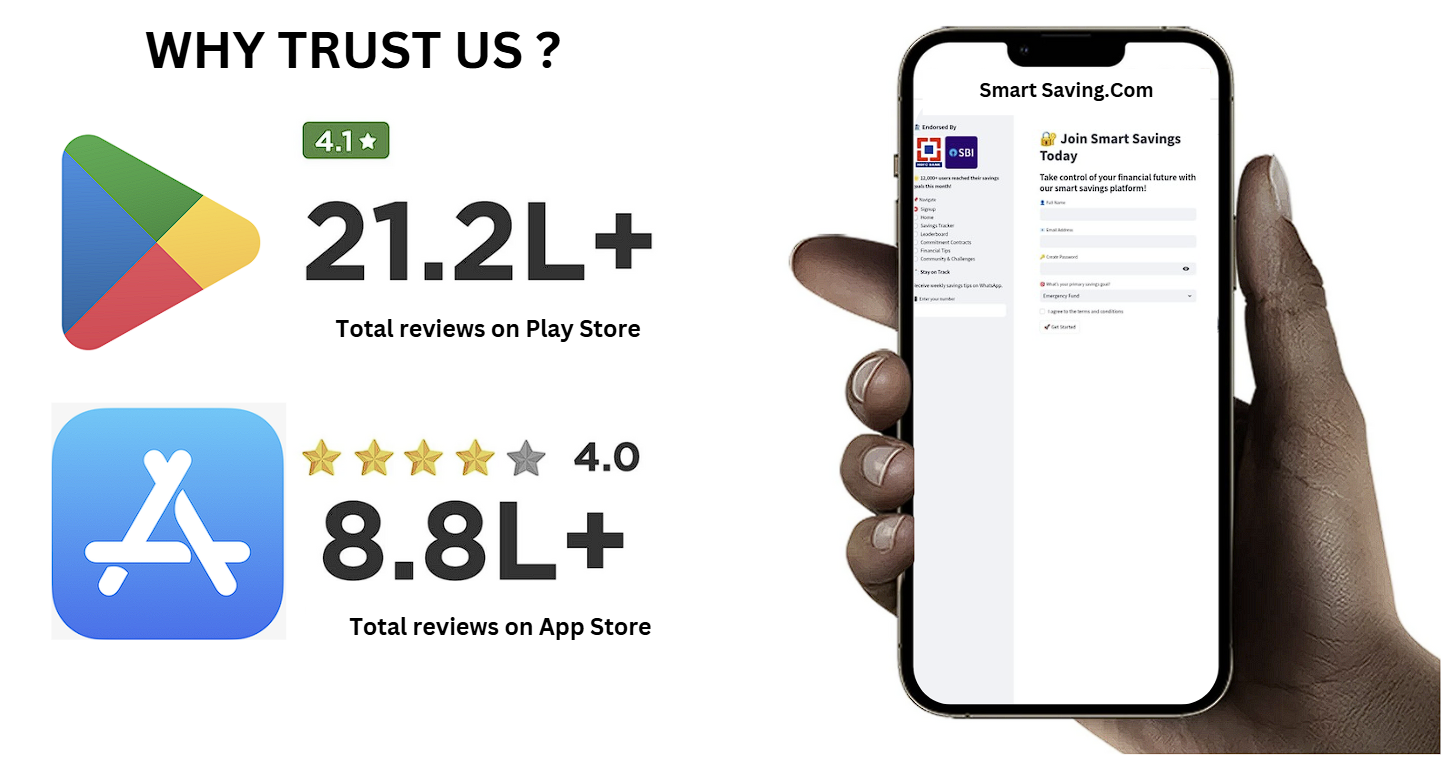 WHY TRUST US ?
4.1
21.2L+
Total reviews on Play Store
4.0
8.8L+
Total reviews on App Store
Smart Saving.Com
Endorsed By
HDFC BANK
SBI
12,000+ users reached their savings
goals this month!
Navigate
Signup
Home
Savings Tracker
Leaderboard
Commitment Contracts
Financial Tips
Community & Challenges
Stay on Track
Receive weekly savings tips on WhatsApp.
Enter your number
Join Smart Savings
Today
Take control of your financial future with
our smart savings platform!
Full Name
Email Address
Create Password
What's your primary savings goal?
Emergency Fund
I agree to the terms and conditions
Get Started